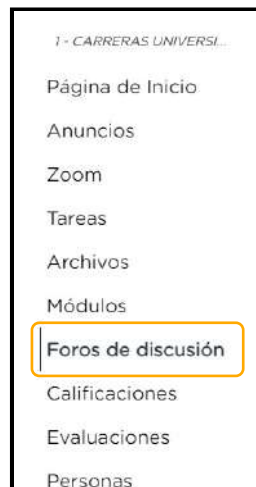 1 - CARRERAS UNIVERSI...
Página de Inicio
Anuncios
Zoom
Tareas
Archivos
Módulos
Foros de discusión
Calificaciones
Evaluaciones
Personas